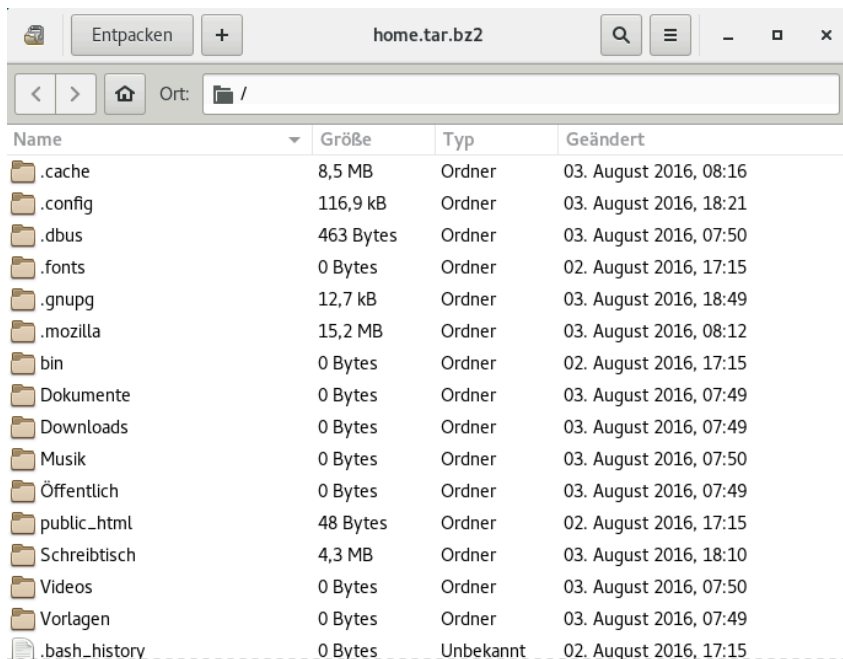 Entpacken + home.tar.bz2
Ort: /
Name Größe Typ Geändert
.cache 8,5 MB Ordner 03. August 2016, 08:16
.config 116,9 kB Ordner 03. August 2016, 18:21
.dbus 463 Bytes Ordner 03. August 2016, 07:50
.fonts 0 Bytes Ordner 02. August 2016, 17:15
.gnupg 12,7 kB Ordner 03. August 2016, 18:49
.mozilla 15,2 MB Ordner 03. August 2016, 08:12
bin 0 Bytes Ordner 02. August 2016, 17:15
Dokumente 0 Bytes Ordner 03. August 2016, 07:49
Downloads 0 Bytes Ordner 03. August 2016, 07:49
Musik 0 Bytes Ordner 03. August 2016, 07:50
Öffentlich 0 Bytes Ordner 03. August 2016, 07:49
public_html 48 Bytes Ordner 02. August 2016, 17:15
Schreibtisch 4,3 MB Ordner 03. August 2016, 18:10
Videos 0 Bytes Ordner 03. August 2016, 07:50
Vorlagen 0 Bytes Ordner 03. August 2016, 07:49
.bash_history 0 Bytes Unbekannt 02. August 2016, 17:15